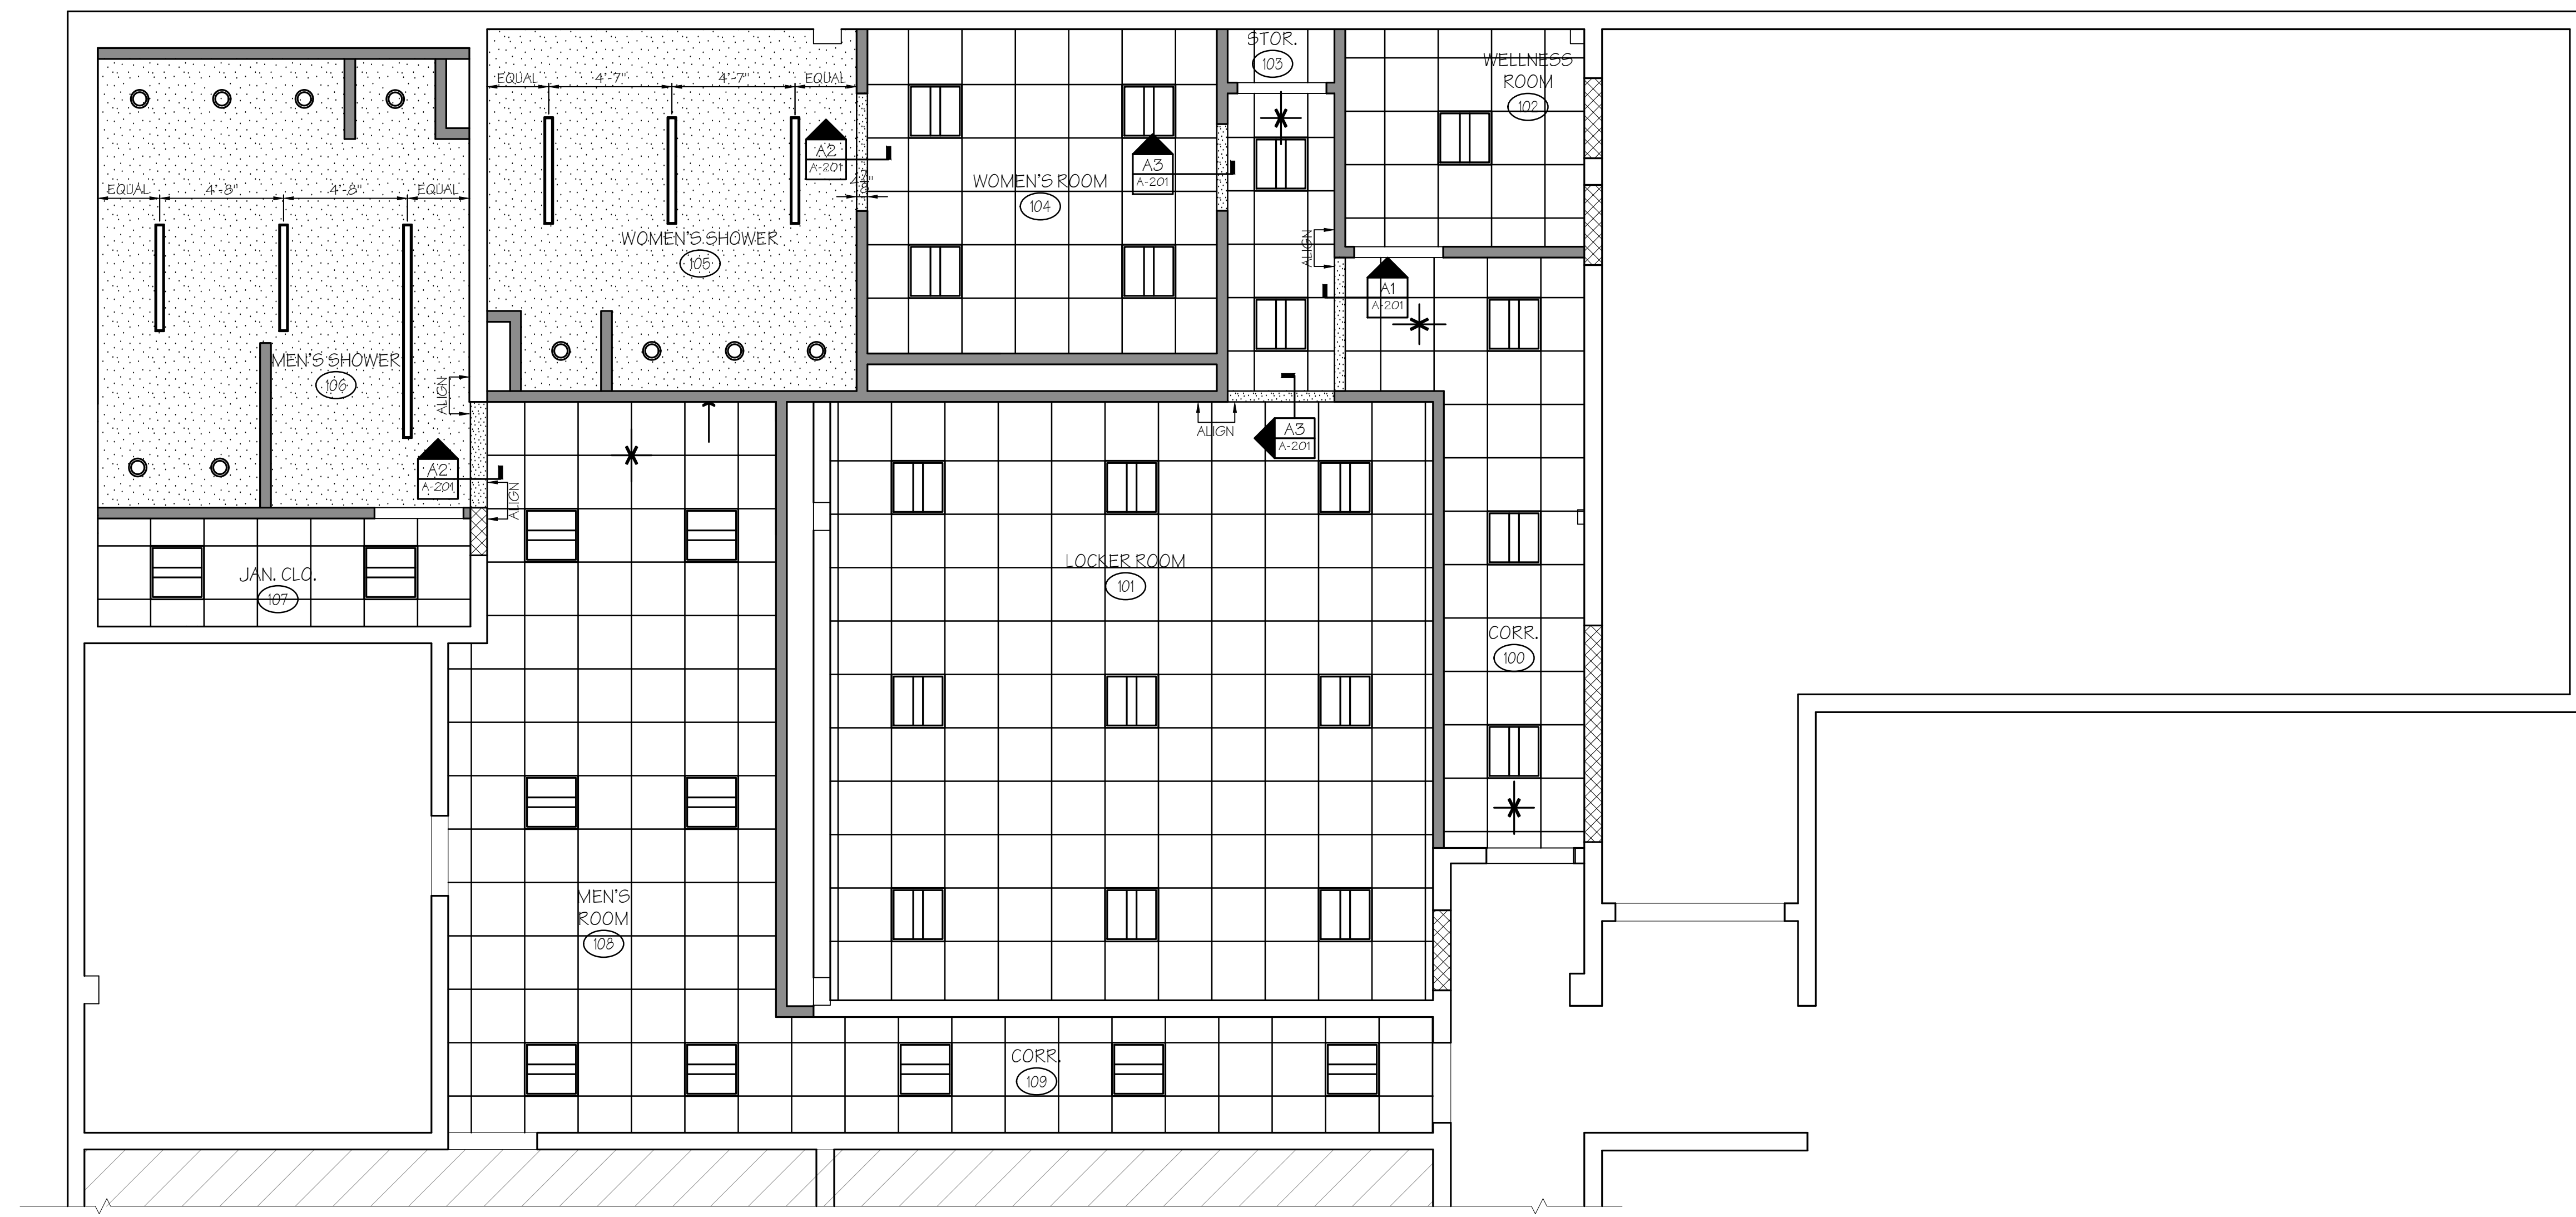 STOR.
103
WELLNESS
ROOM
102
EQUAL
4'-7"
4'-7"
EQUAL
A2
A-201
A3
A-201
WOMEN'S ROOM
104
EQUAL
4'-8"
4'-8"
EQUAL
WOMEN'S SHOWER
105
ALIGN
A1
A-201
MEN'S SHOWER
106
ALIGN
ALIGN
A3
A-201
A2
A-201
ALIGN
LOCKER ROOM
101
JAN. CLO.
107
CORR.
100
MEN'S
ROOM
108
CORR.
109